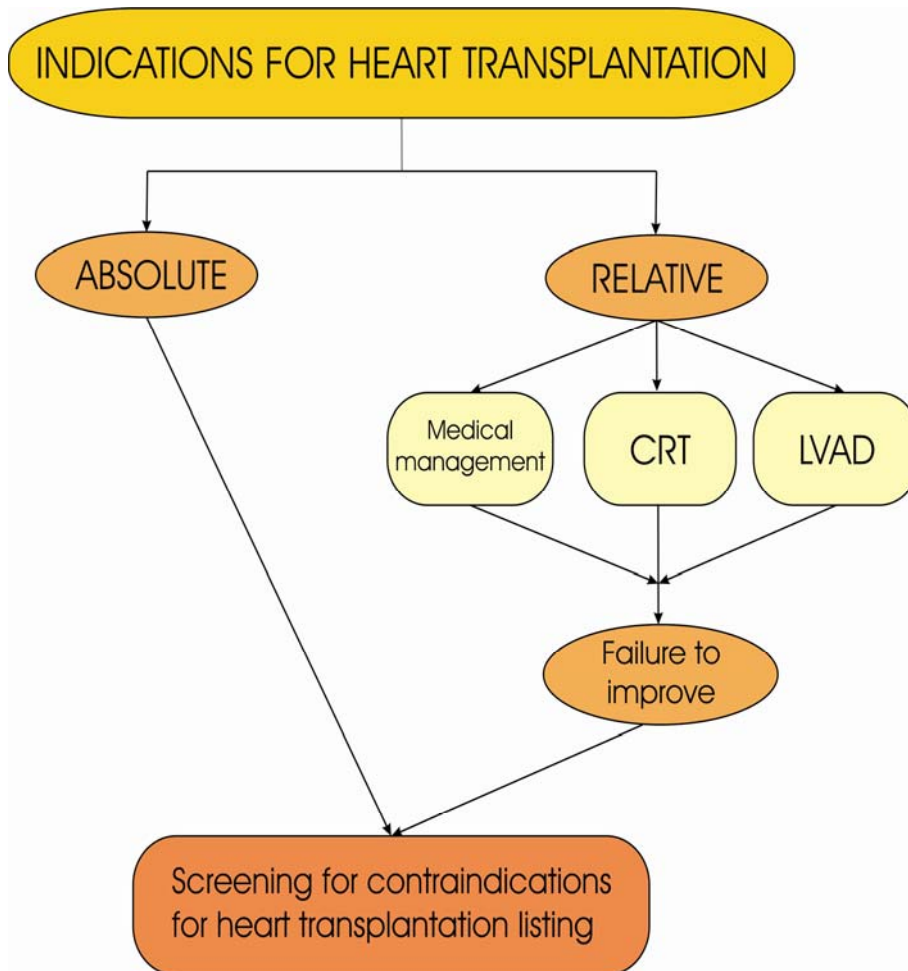 INDICATIONS FOR HEART TRANSPLANTATION
ABSOLUTE
RELATIVE
Medical
management
CRT
LVAD
Failure to
improve
Screening for contraindications
for heart transplantation listing